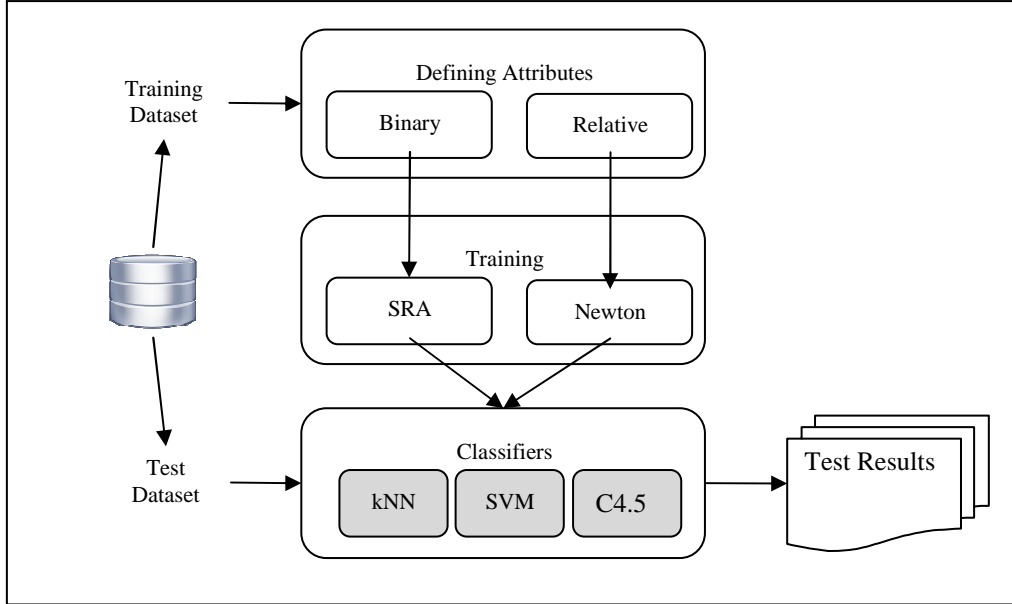 Defining Attributes
Training
Dataset
Binary
Relative
Training
SRA
Newton
Classifiers
Test
Dataset
kNN
SVM
C4.5
Test Results